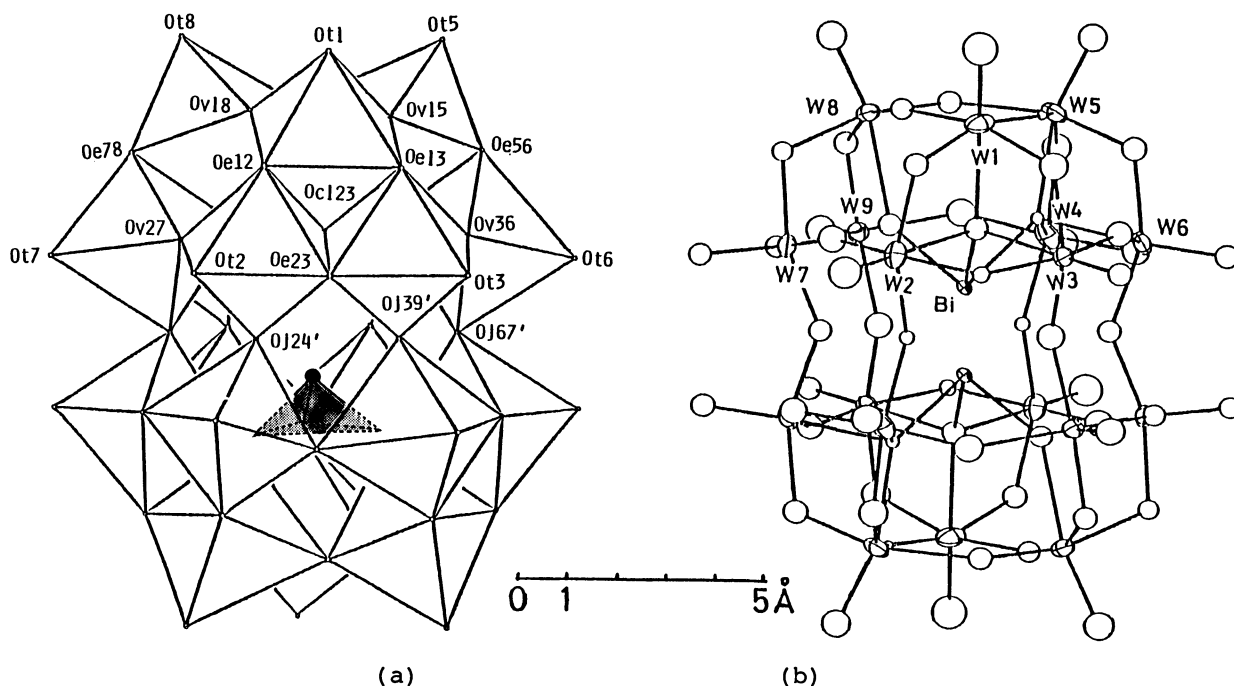 Ot8
Ot1
Ot5
Ov18
Ov15
Oe78
Oe56
Oe12
Oe13
Oc123
Ov27
Ov36
Ot7
Ot2
Oe23
Ot6
Ot3
OJ39'
OJ24'
OJ67'
W8
W5
W1
W9
W4
W6
W7
W2
W3
Bi
0 1 5Å
(a)
(b)